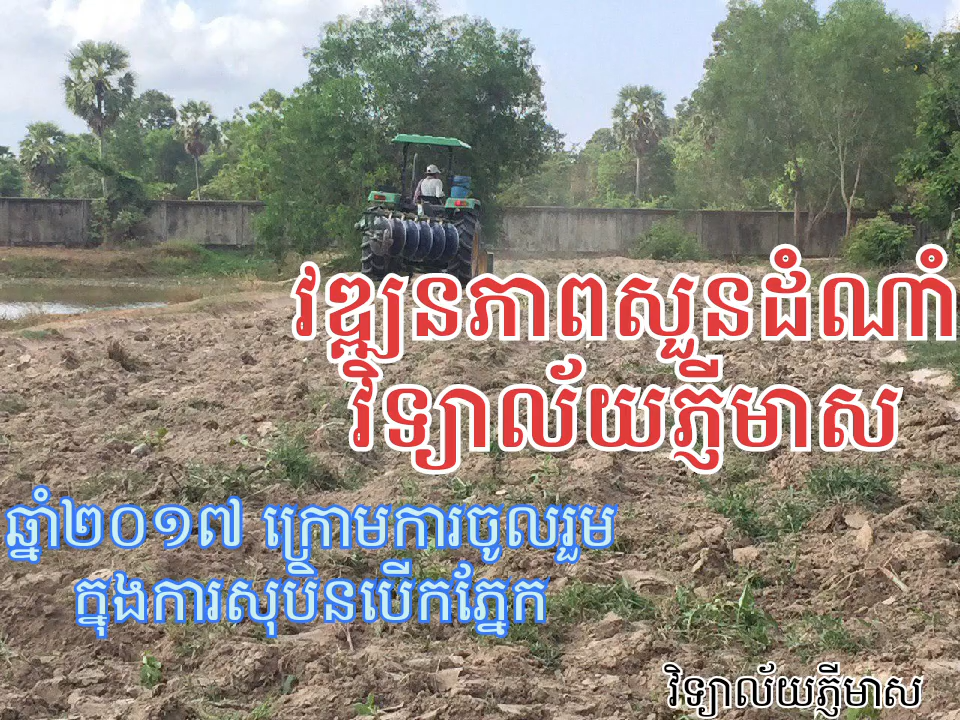 វឌ្ឍនភាពសួនដំណាំ
វិទ្យាល័យភ្ញីមាស
ឆ្នាំ២០១៧ ក្រោមការចូលរួម
ក្នុងការសុបិនបើកភ្នែក
វិទ្យាល័យភ្ញីមាស